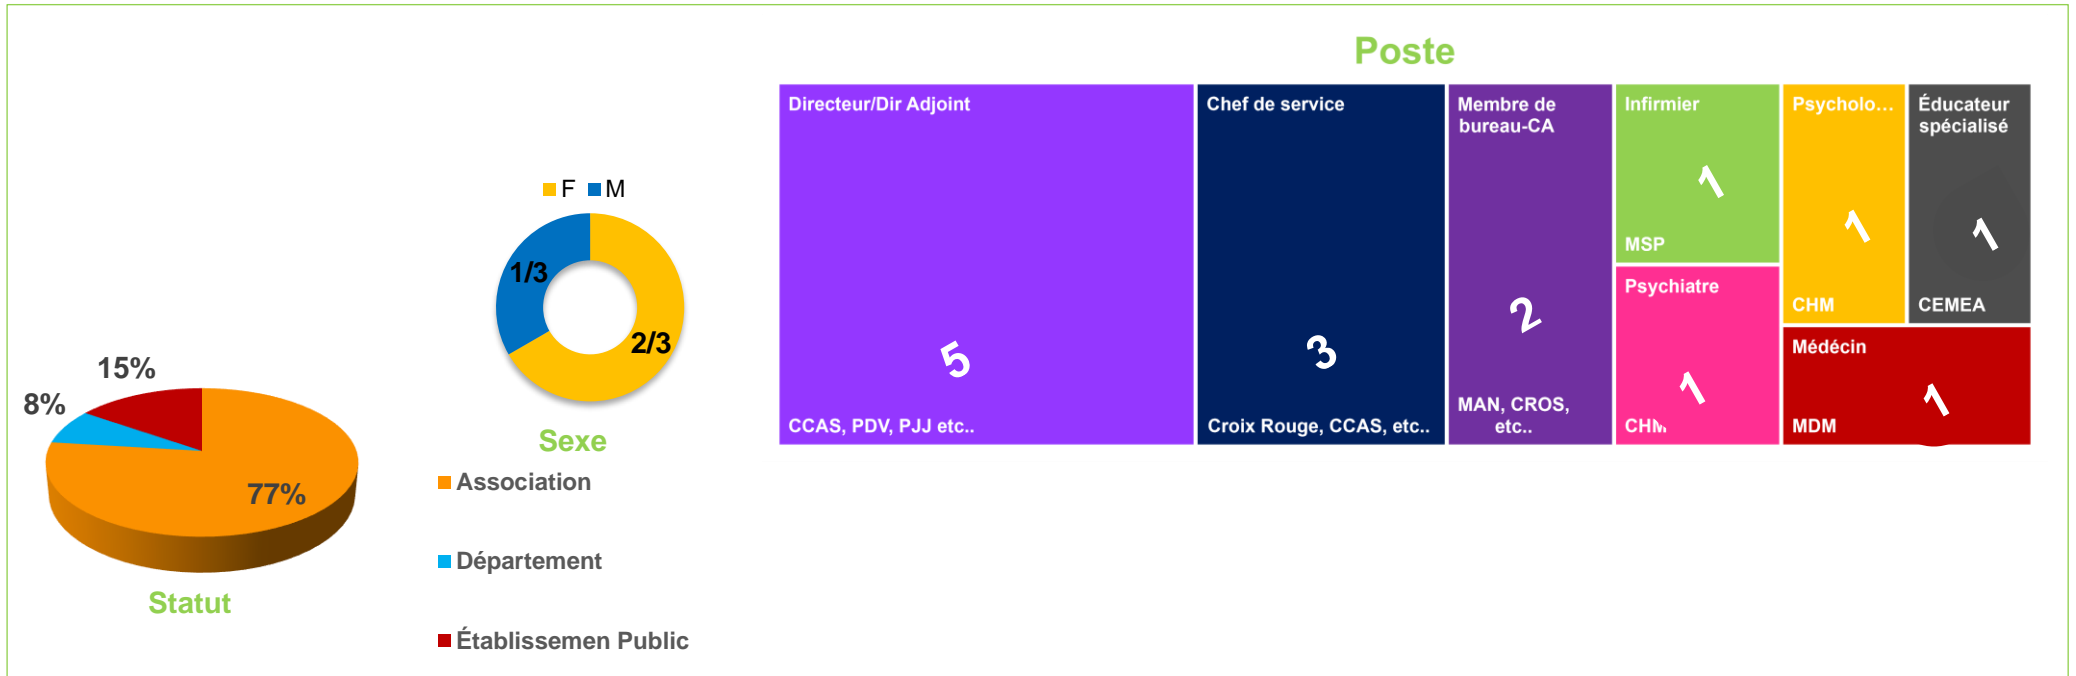 Poste
Directeur/Dir Adjoint
5
CCAS, PDV, PJJ etc..
Chef de service
3
Croix Rouge, CCAS, etc..
Membre de
bureau-CA
2
MAN, CROS,
etc..
Infirmier
1
MSP
Psychiatre
1
CHM
Psycholo…
1
CHM
Éducateur
spécialisé
1
CEMEA
Médécin
1
MDM
F M
1/3
2/3
Sexe
15%
8%
77%
Statut
Association
Département
Établissemen Public